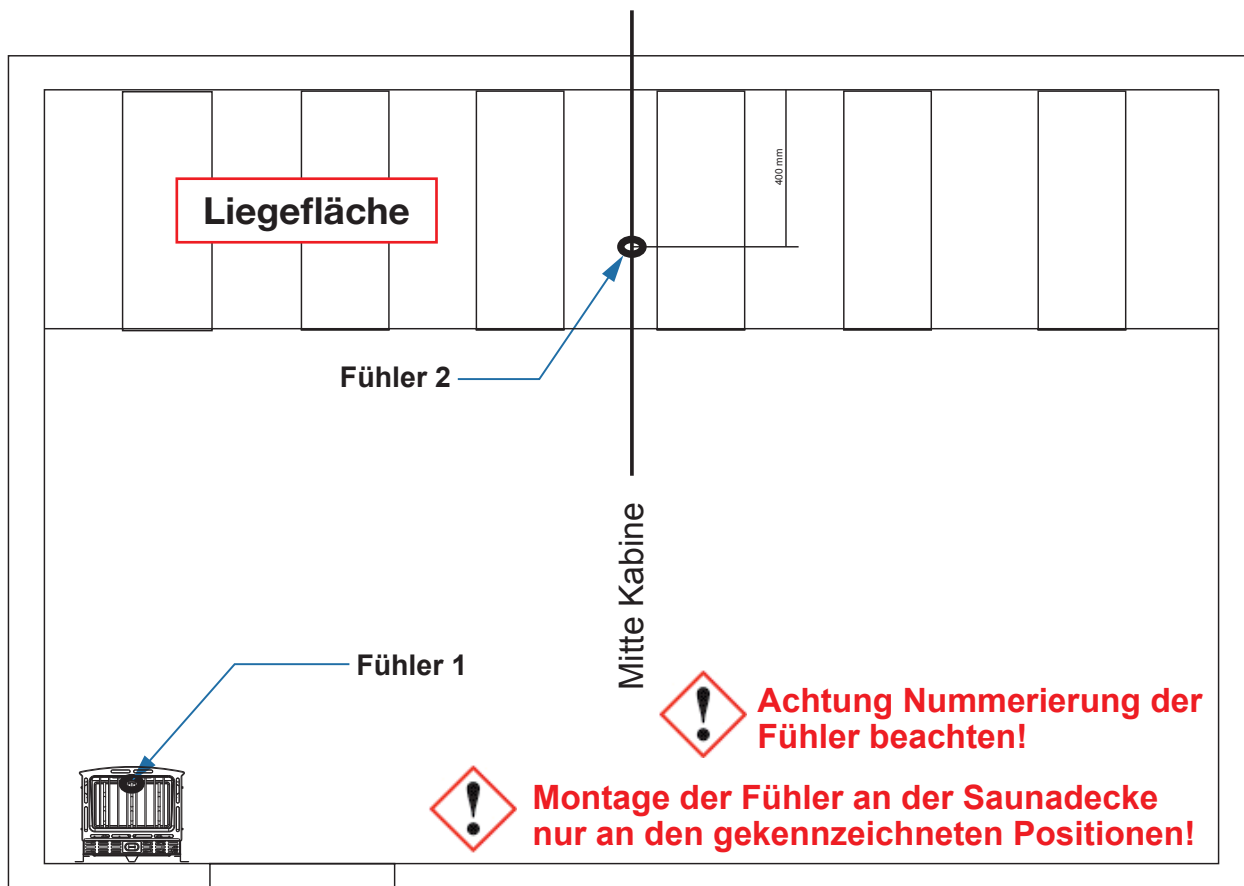 400 mm
Liegefläche
Fühler 2
Mitte Kabine
Fühler 1
Achtung Nummerierung der
Fühler beachten!
Montage der Fühler an der Saunadecke
nur an den gekennzeichneten Positionen!